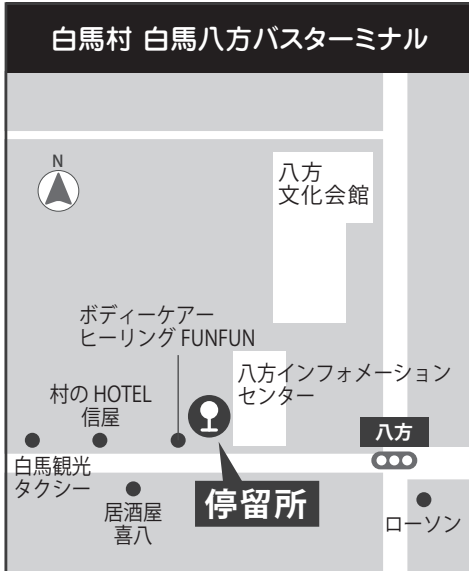 白馬村 白馬八方バスターミナル
N
八方
文化会館
ボディーケアー
ヒーリング FUNFUN
八方インフォメーション
センター
村の HOTEL
信屋
八方
白馬観光
タクシー
居酒屋
喜八
停留所
ローソン